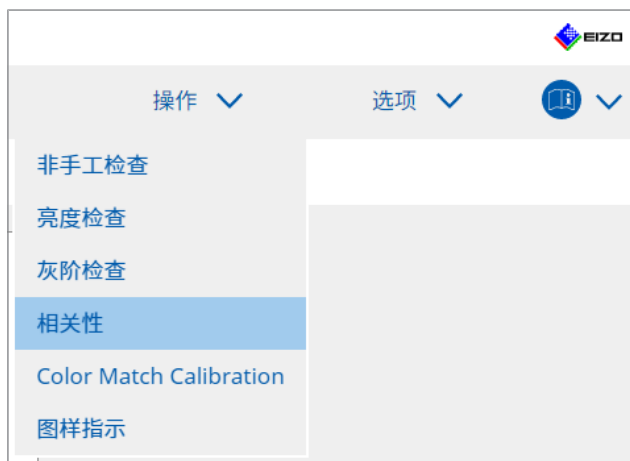 EIZO
操作
选项
非手工检查
亮度检查
灰阶检查
相关性
Color Match Calibration
图样指示